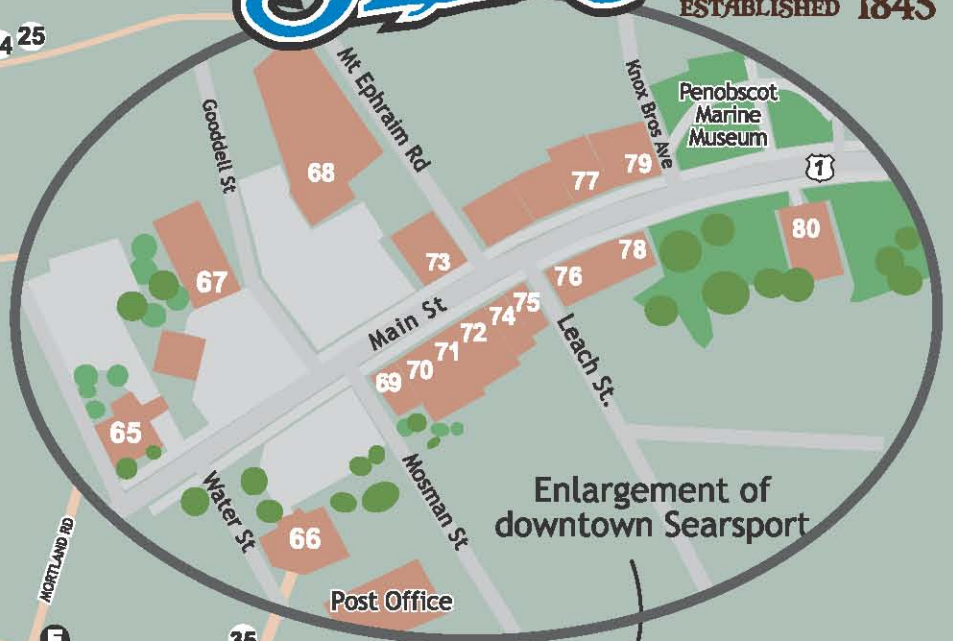 ESTABLISHED 1845
4 25
Mt Ephraim Rd
Knox Bros Ave
Penobscot
Marine
Museum
Gooddell St
1
68
77
79
80
78
73
76
67
75
74
72
71
70
69
Main St
Leach St.
65
Mosman St
Water St
Enlargement of
downtown Searsport
66
MORTLAND RD
Post Office
35